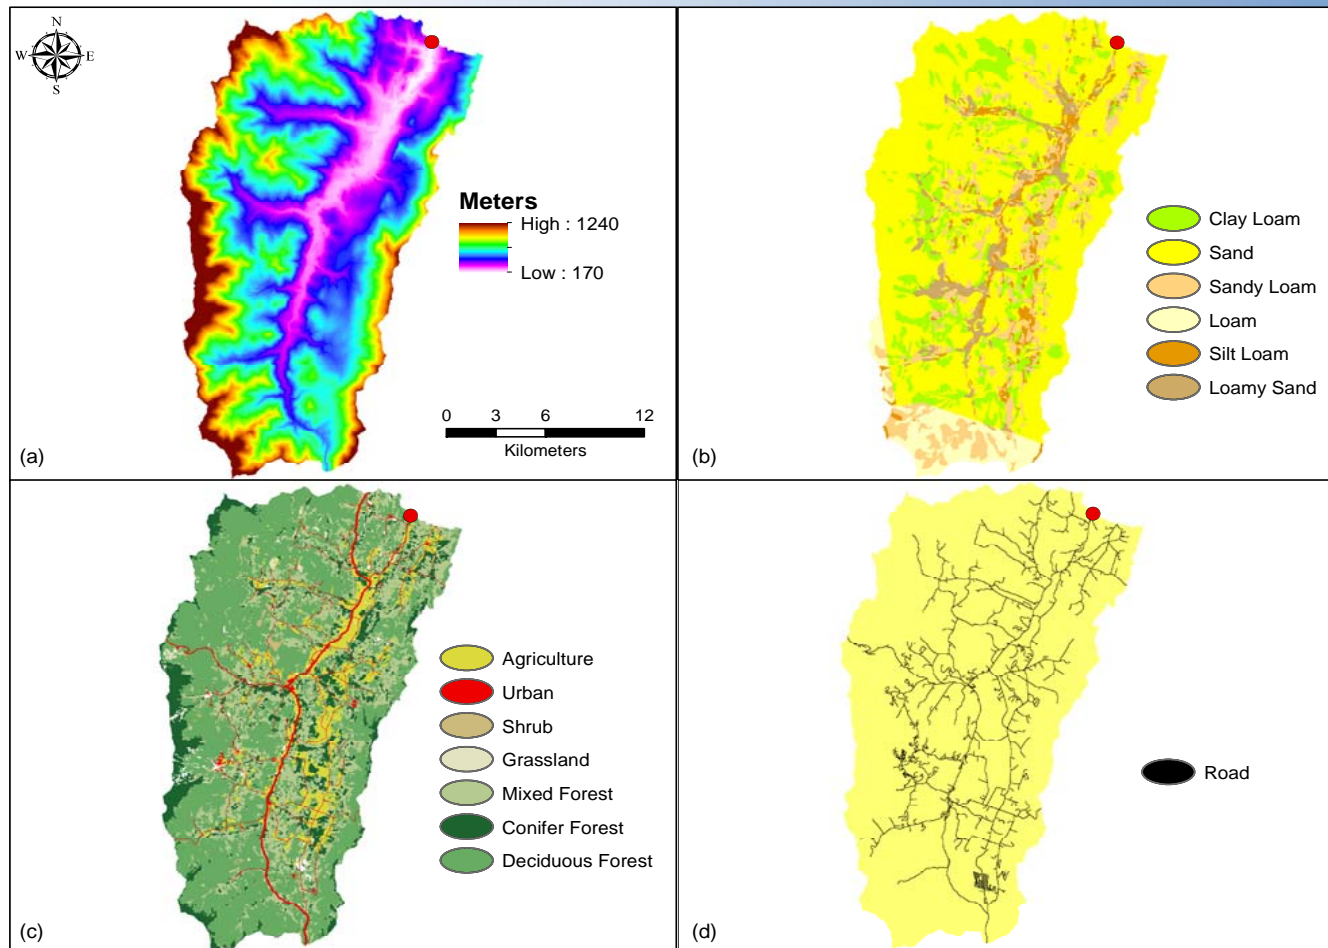 N
W E
S
Meters
High : 1240
Low : 170
0 3 6 12
Kilometers
(a)
Clay Loam
Sand
Sandy Loam
Loam
Silt Loam
Loamy Sand
(b)
Agriculture
Urban
Shrub
Grassland
Mixed Forest
Conifer Forest
Deciduous Forest
(c)
Road
(d)